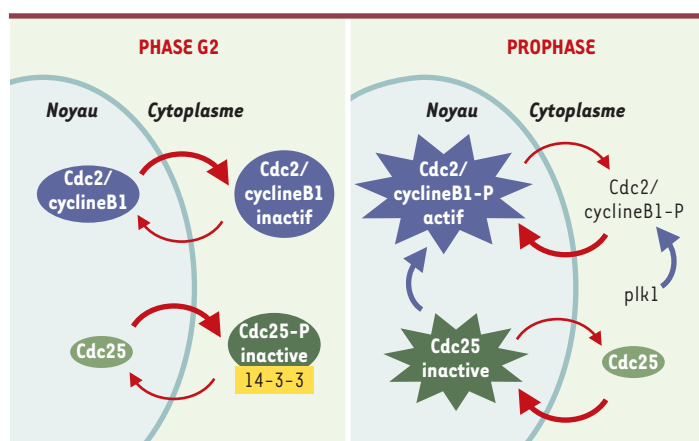 PHASE G2
Noyau
Cytoplasme
Cdc2/
cyclineB1
Cdc2/
cyclineB1
inactif
Cdc25
Cdc25-P
inactive
14-3-3
PROPHASE
Noyau
Cytoplasme
Cdc2/
cyclineB1-P
actif
Cdc2/
cyclineB1-P
plk1
Cdc25
inactive
Cdc25